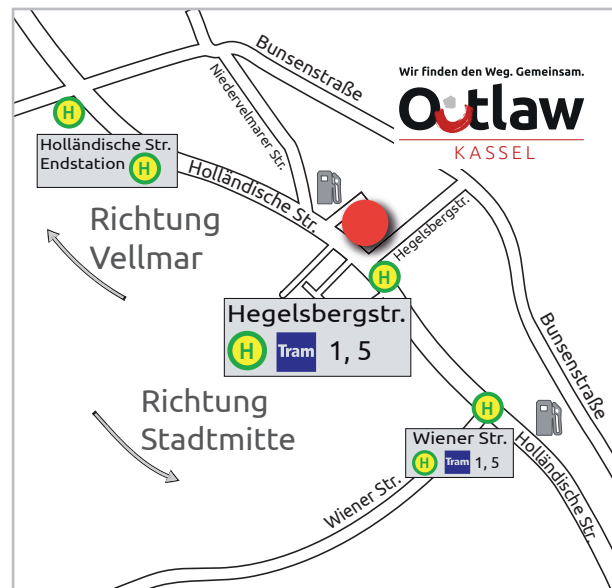 Bunsenstraße
Wir finden den Weg. Gemeinsam.
Outlaw
KASSEL
Niedervelmarer Str.
H
Holländische Str.
Endstation H
Holländische Str.
Richtung
Vellmar
Hegelsbergstr.
H
Hegelsbergstr.
H Tram 1, 5
Bunsenstraße
Richtung
Stadtmitte
H
Wiener Str.
H Tram 1, 5
Holländische Str.
Wiener Str.